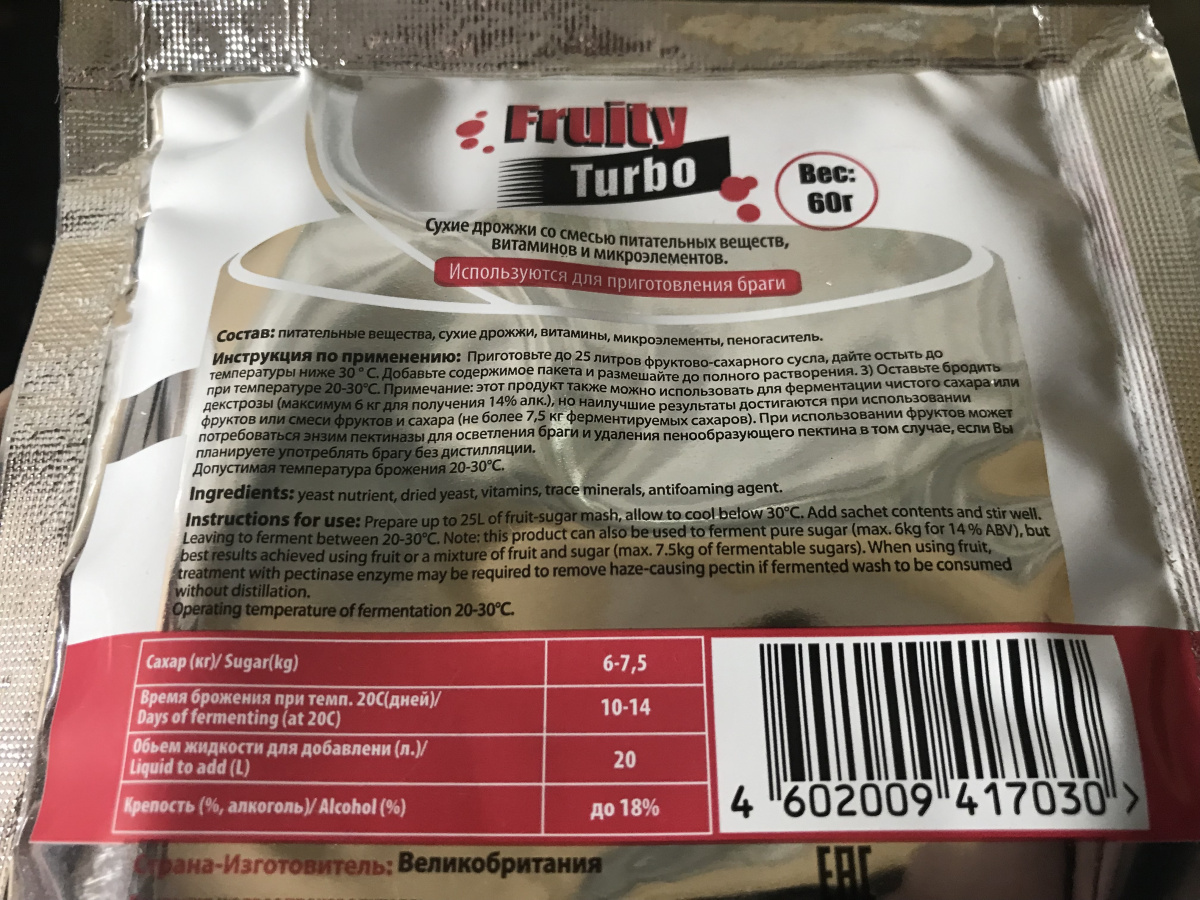 Fruity
Turbo
Вес:
60г
Сухие дрожжи со смесью питательных веществ,
витаминов и микроэлементов.
Используются для приготовления браги
Состав: питательные вещества, сухие дрожжи, витамины, микроэлементы, пеногаситель.
Инструкция по применению: Приготовьте до 25 литров фруктово-сахарного сусла, дайте остыть до
температуры ниже 30 ° С. Добавьте содержимое пакета и размешайте до полного растворения. 3) Оставьте бродить
при температуре 20-30°С. Примечание: этот продукт также можно использовать для ферментации чистого сахара или
декстрозы (максимум 6 кг для получения 14% алк.), но наилучшие результаты достигаются при использовании
фруктов или смеси фруктов и сахара (не более 7,5 кг ферментируемых сахаров). При использовании фруктов может
потребоваться энзим пектиназы для осветления браги и удаления пенообразующего пектина в том случае, если Вы
планируете употреблять брагу без дистилляции.
Допустимая температура брожения 20-30°С.
Ingredients: yeast nutrient, dried yeast, vitamins, trace minerals, antifoaming agent.
Instructions for use: Prepare up to 25L of fruit-sugar mash, allow to cool below 30°C. Add sachet contents and stir well.
Leaving to ferment between 20-30°C. Note: this product can also be used to ferment pure sugar (max. 6kg for 14 % ABV), but
best results achieved using fruit or a mixture of fruit and sugar (max. 7.5kg of fermentable sugars). When using fruit,
treatment with pectinase enzyme may be required to remove haze-causing pectin if fermented wash to be consumed
without distillation.
Operating temperature of fermentation 20-30°C.
Сахар (кг)/ Sugar(kg) 6-7,5
Время брожения при темп. 20С(дней)/
Days of fermenting (at 20C) 10-14
Обьем жидкости для добавлени (л.)/
Liquid to add (L) 20
Крепость (%, алкоголь)/ Alcohol (%) до 18%
4 602009 417030 >
Страна-Изготовитель: Великобритания
EAC